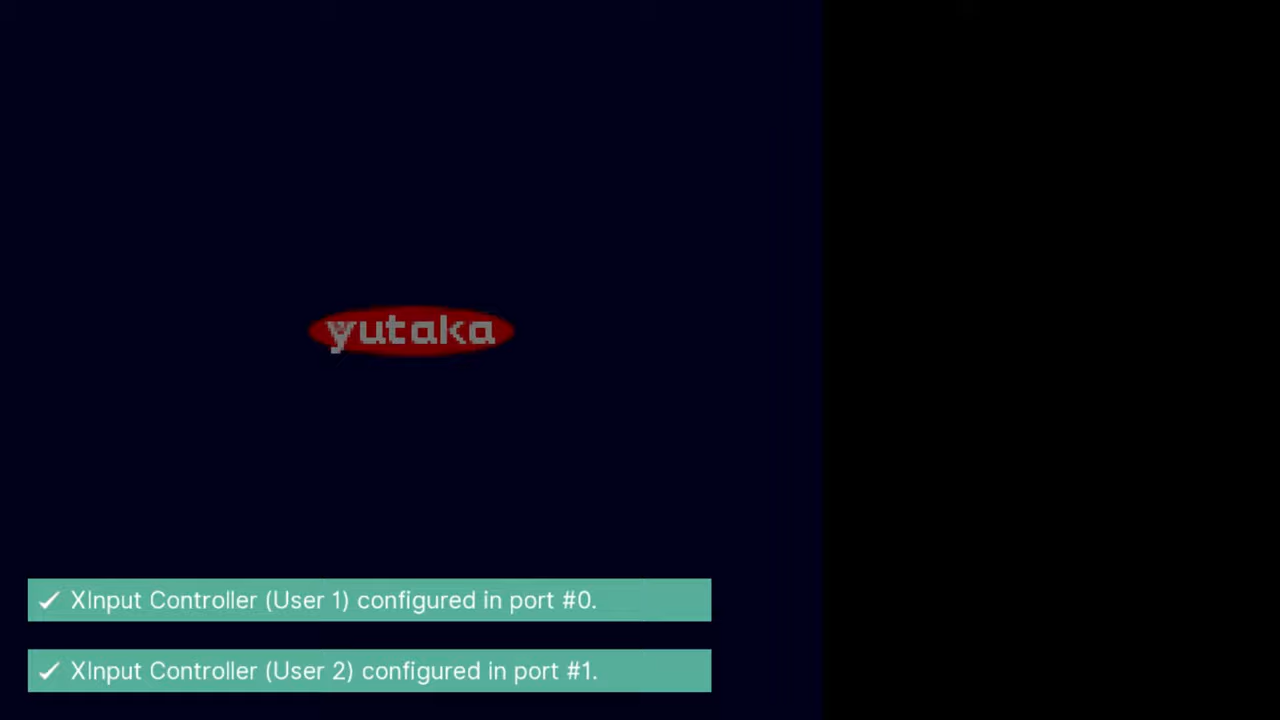 yutaka
XInput Controller (User 1) configured in port #0.
XInput Controller (User 2) configured in port #1.